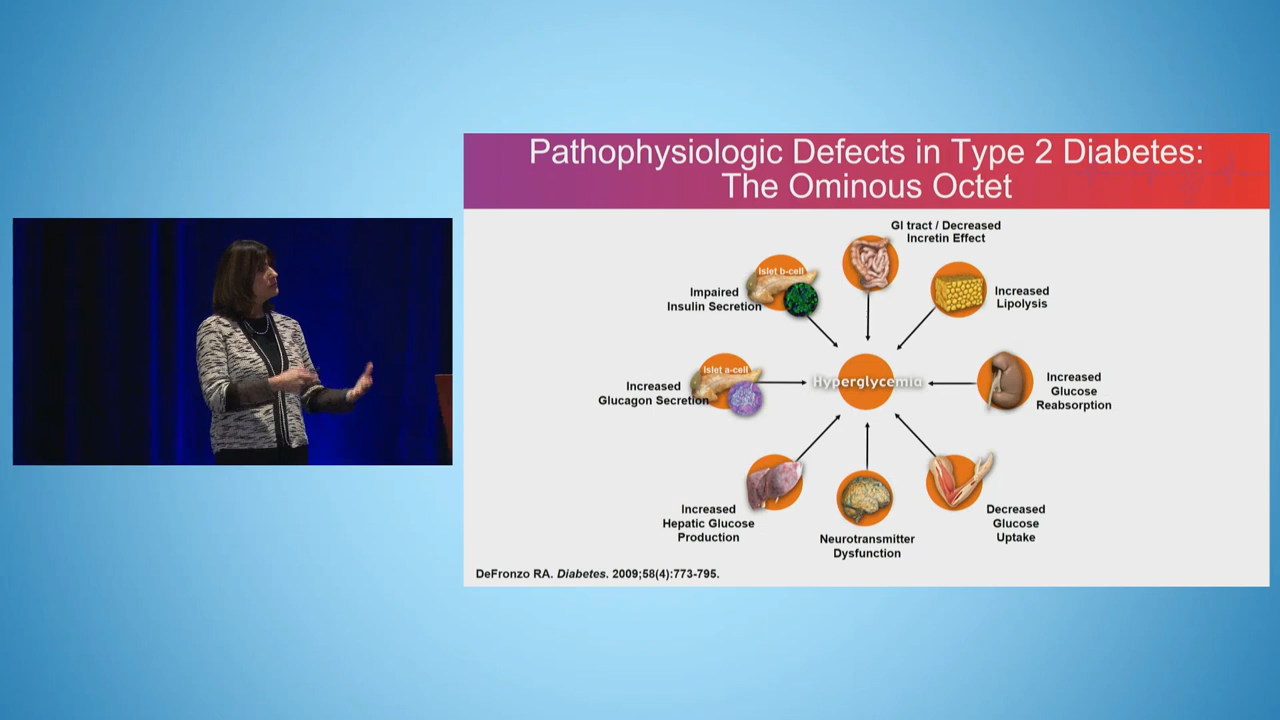 Pathophysiologic Defects in Type 2 Diabetes:
The Ominous Octet
GI tract / Decreased
Incretin Effect
Islet b-cell
Impaired
Insulin Secretion
Increased
Lipolysis
Islet a-cell
Increased
Glucagon Secretion
Hyperglycemia
Increased
Glucose
Reabsorption
Increased
Hepatic Glucose
Production
Neurotransmitter
Dysfunction
Decreased
Glucose
Uptake
DeFronzo RA. Diabetes. 2009;58(4):773-795.